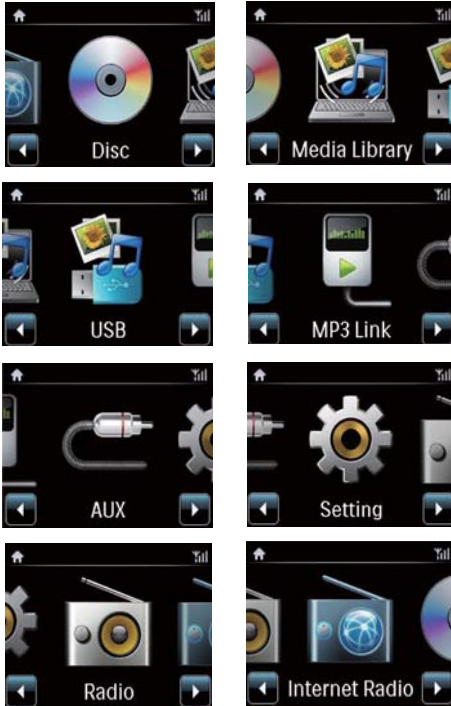 Disc
Media Library
USB
MP3 Link
AUX
Setting
Radio
Internet Radio